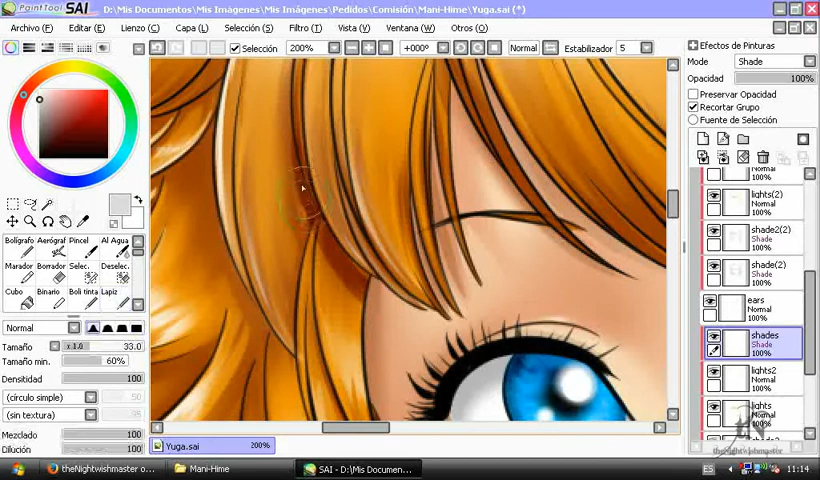 PaintTool SAI D:\Mis Documentos\Mis Imágenes\Mis Imágenes\Pedidos\Comisión\Mani-Hime\Yuga.sai (*)
Archivo (F) Editar (E) Lienzo (C) Capa (L) Selección (S) Filtro (T) Vista (V) Ventana (W) Otros (O)
Selección 200% +000º Normal Estabilizador 5
Efectos de Pinturas
Mode Shade
Opacidad 100%
Preservar Opacidad
Recortar Grupo
Fuente de Selección
Normal
100%
lights(2)
Normal
100%
shade2(2)
Shade
100%
shade(2)
Shade
100%
ears
Normal
100%
shades
Shade
100%
lights2
Normal
100%
lights
Normal
100%
Bolígrafo Aerógraf Pincel Al Agua
Marador Borrador Selec. Deselec.
Cubo Binario Boli tinta Lapiz
Normal
Tamaño x 1.0 33.0
Tamaño min. 60%
Densitidad 100
(círculo simple) 50
(sin textura) 95
Mezclado 100
Dilución 100
Yuga.sai 200%
theNightwishmaster
theNightwishmaster o... Mani-Hime SAI - D:\Mis Documen... ES 11:14